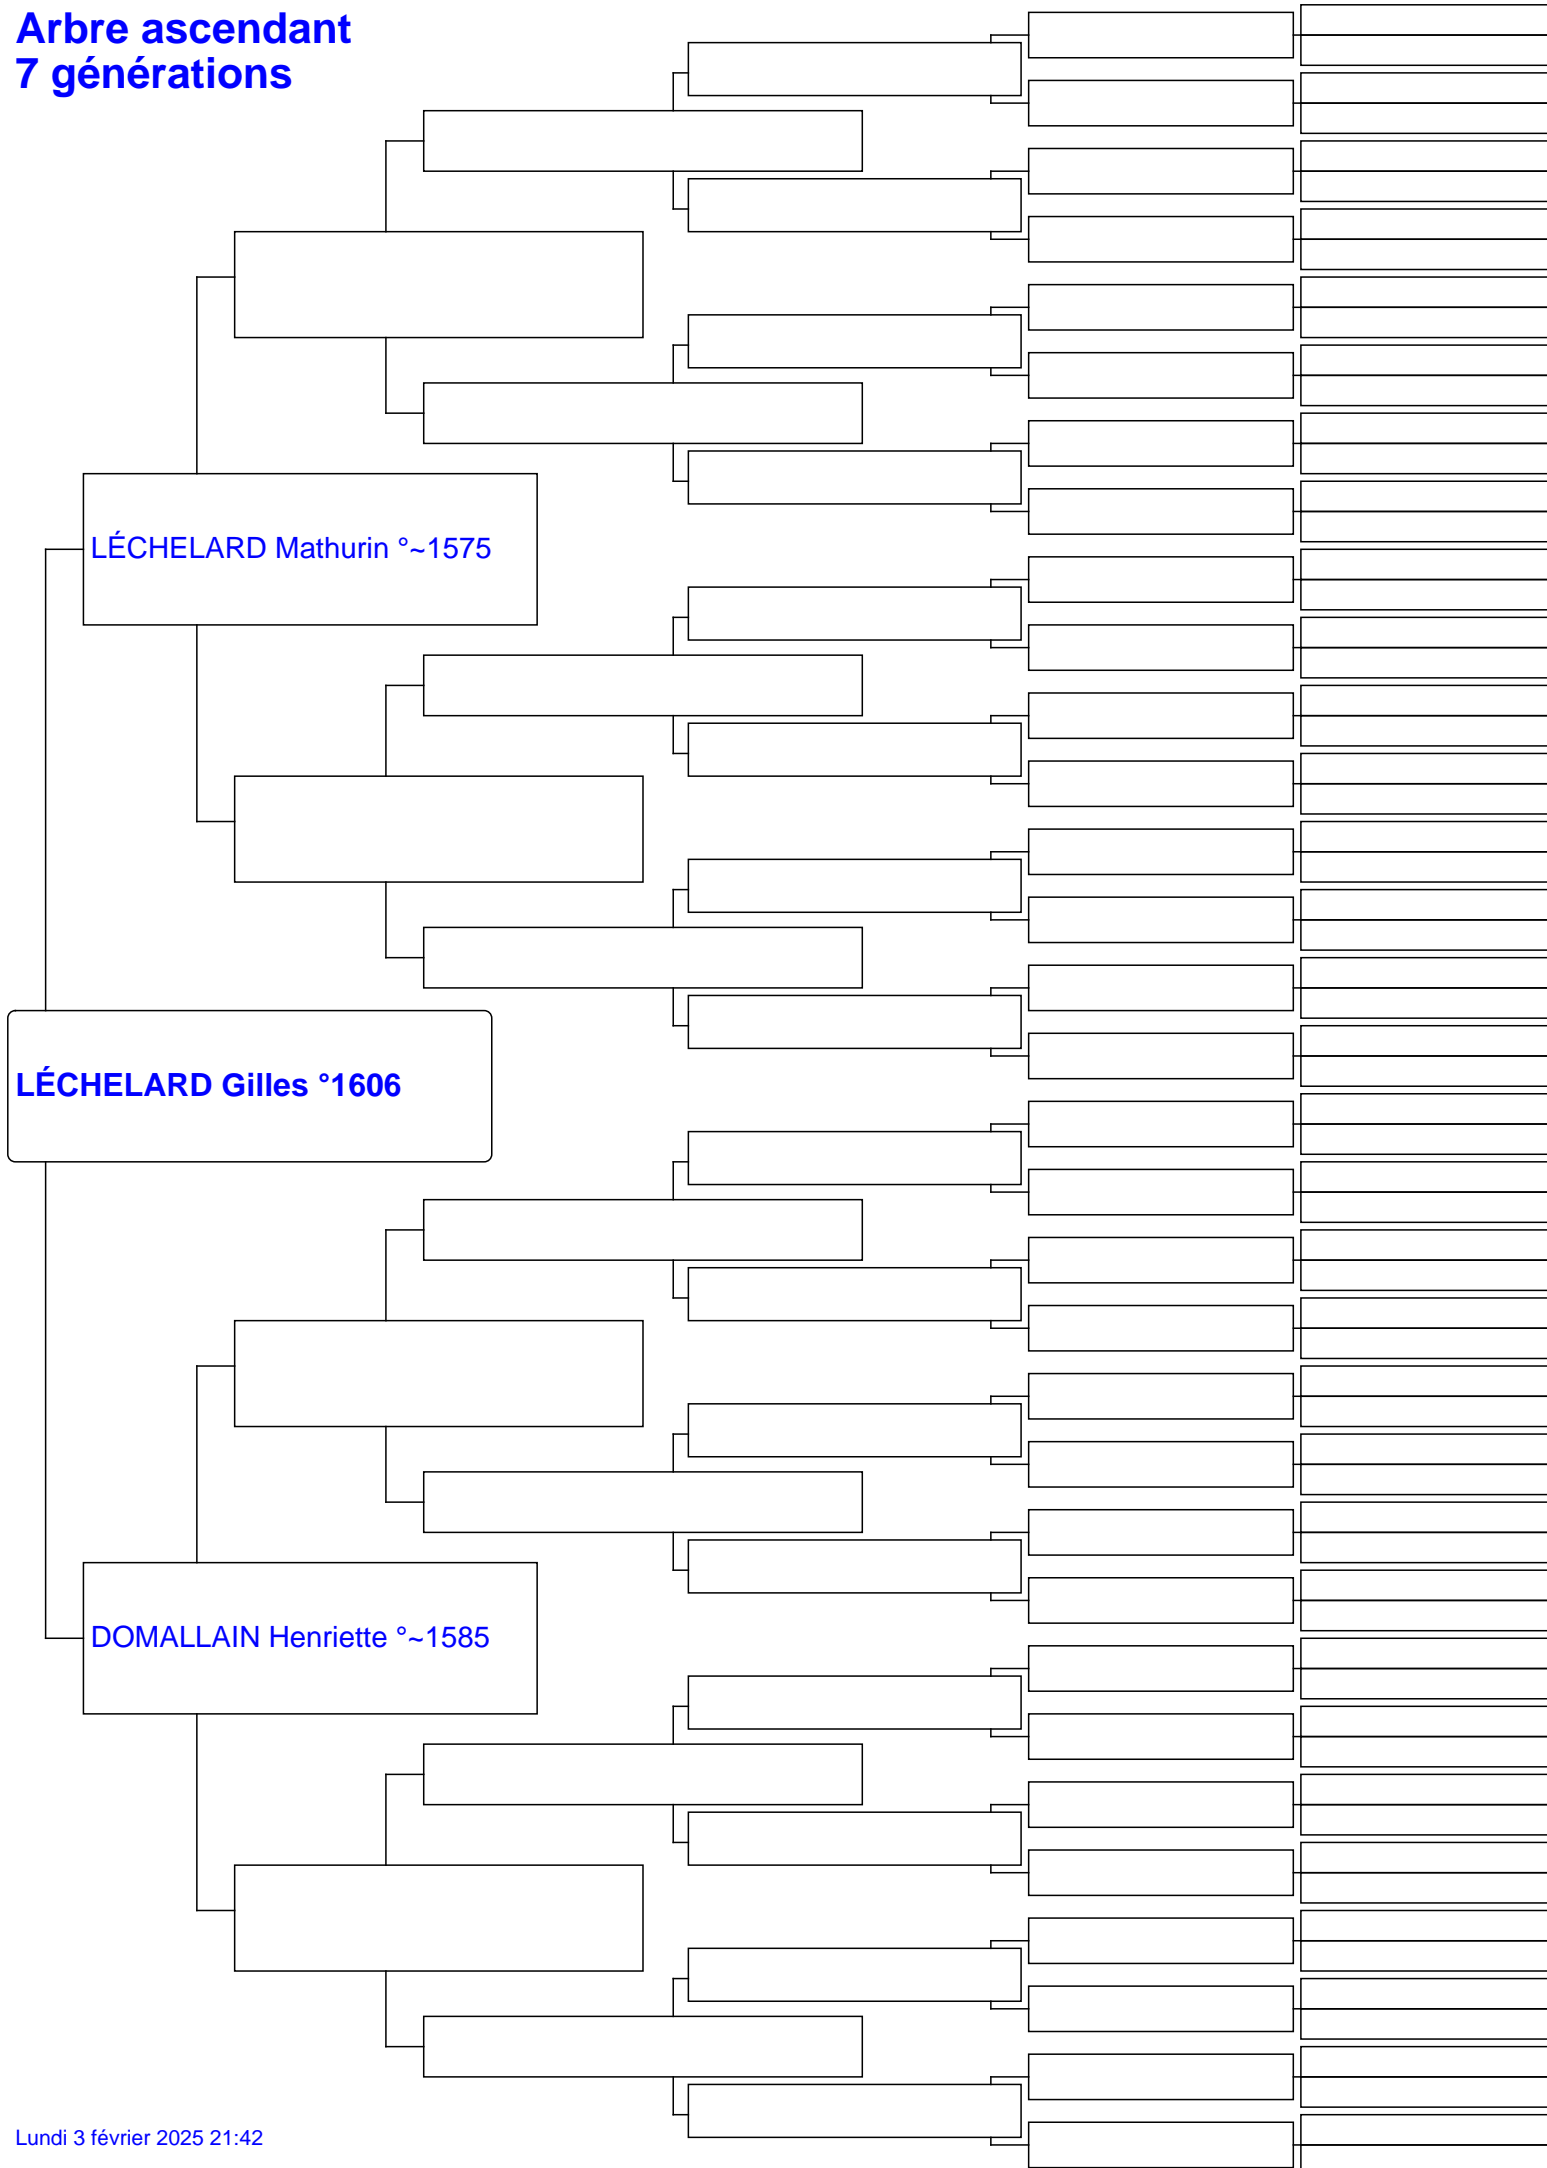 Arbre ascendant
7 générations
LÉCHELARD Mathurin °~1575
LÉCHELARD Gilles °1606
DOMALLAIN Henriette °~1585
Lundi 3 février 2025 21:42